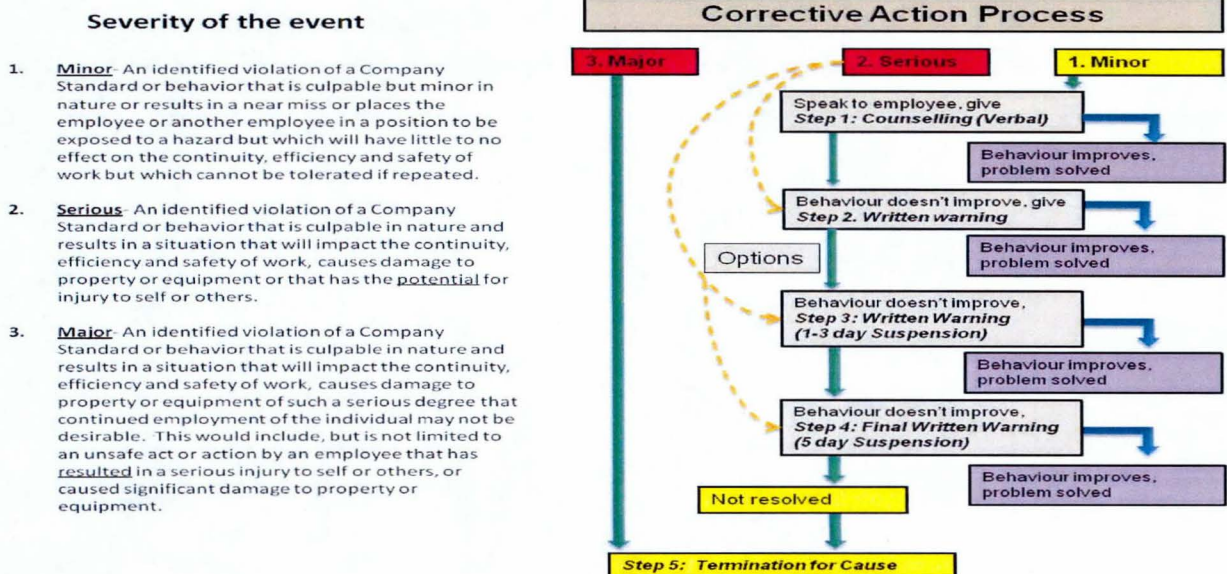 Severity of the event
1. Minor- An identified violation of a Company
Standard or behavior that is culpable but minor in
nature or results in a near miss or places the
employee or another employee in a position to be
exposed to a hazard but which will have little to no
effect on the continuity, efficiency and safety of
work but which cannot be tolerated if repeated.
2. Serious- An identified violation of a Company
Standard or behavior that is culpable in nature and
results in a situation that will impact the continuity,
efficiency and safety of work, causes damage to
property or equipment or that has the potential for
injury to self or others.
3. Major- An identified violation of a Company
Standard or behavior that is culpable in nature and
results in a situation that will impact the continuity,
efficiency and safety of work, causes damage to
property or equipment of such a serious degree that
continued employment of the individual may not be
desirable. This would include, but is not limited to
an unsafe act or action by an employee that has
resulted in a serious injury to self or others, or
caused significant damage to property or
equipment.
Corrective Action Process
3. Major
2. Serious
1. Minor
Speak to employee, give
Step 1: Counselling (Verbal)
Behaviour improves,
problem solved
Behaviour doesn't improve, give
Step 2. Written warning
Behaviour improves,
problem solved
Options
Behaviour doesn't improve,
Step 3: Written Warning
(1-3 day Suspension)
Behaviour improves,
problem solved
Behaviour doesn't improve,
Step 4: Final Written Warning
(5 day Suspension)
Behaviour improves,
problem solved
Not resolved
Step 5: Termination for Cause